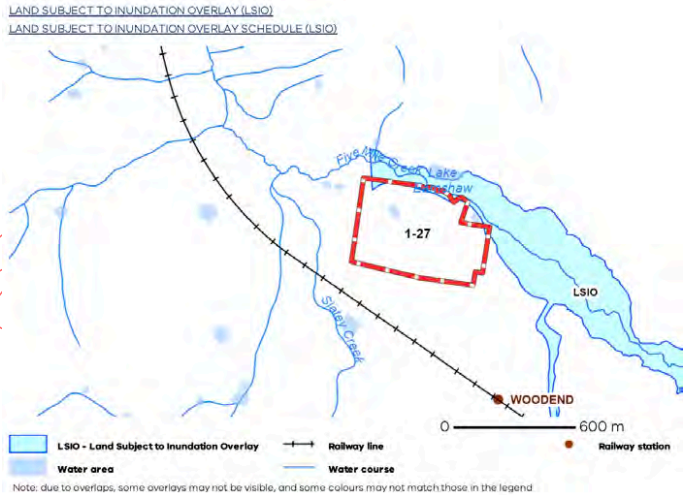 LAND SUBJECT TO INUNDATION OVERLAY (LSIO)
LAND SUBJECT TO INUNDATION OVERLAY SCHEDULE (LSIO)
Five Mile Creek Lake
Earnshaw
1-27
LSIO
Slatey Creek
WOODEND
0 600 m
LSIO - Land Subject to Inundation Overlay Railway line Railway station
Water area Water course
Note: due to overlaps, some overlays may not be visible, and some colours may not match those in the legend